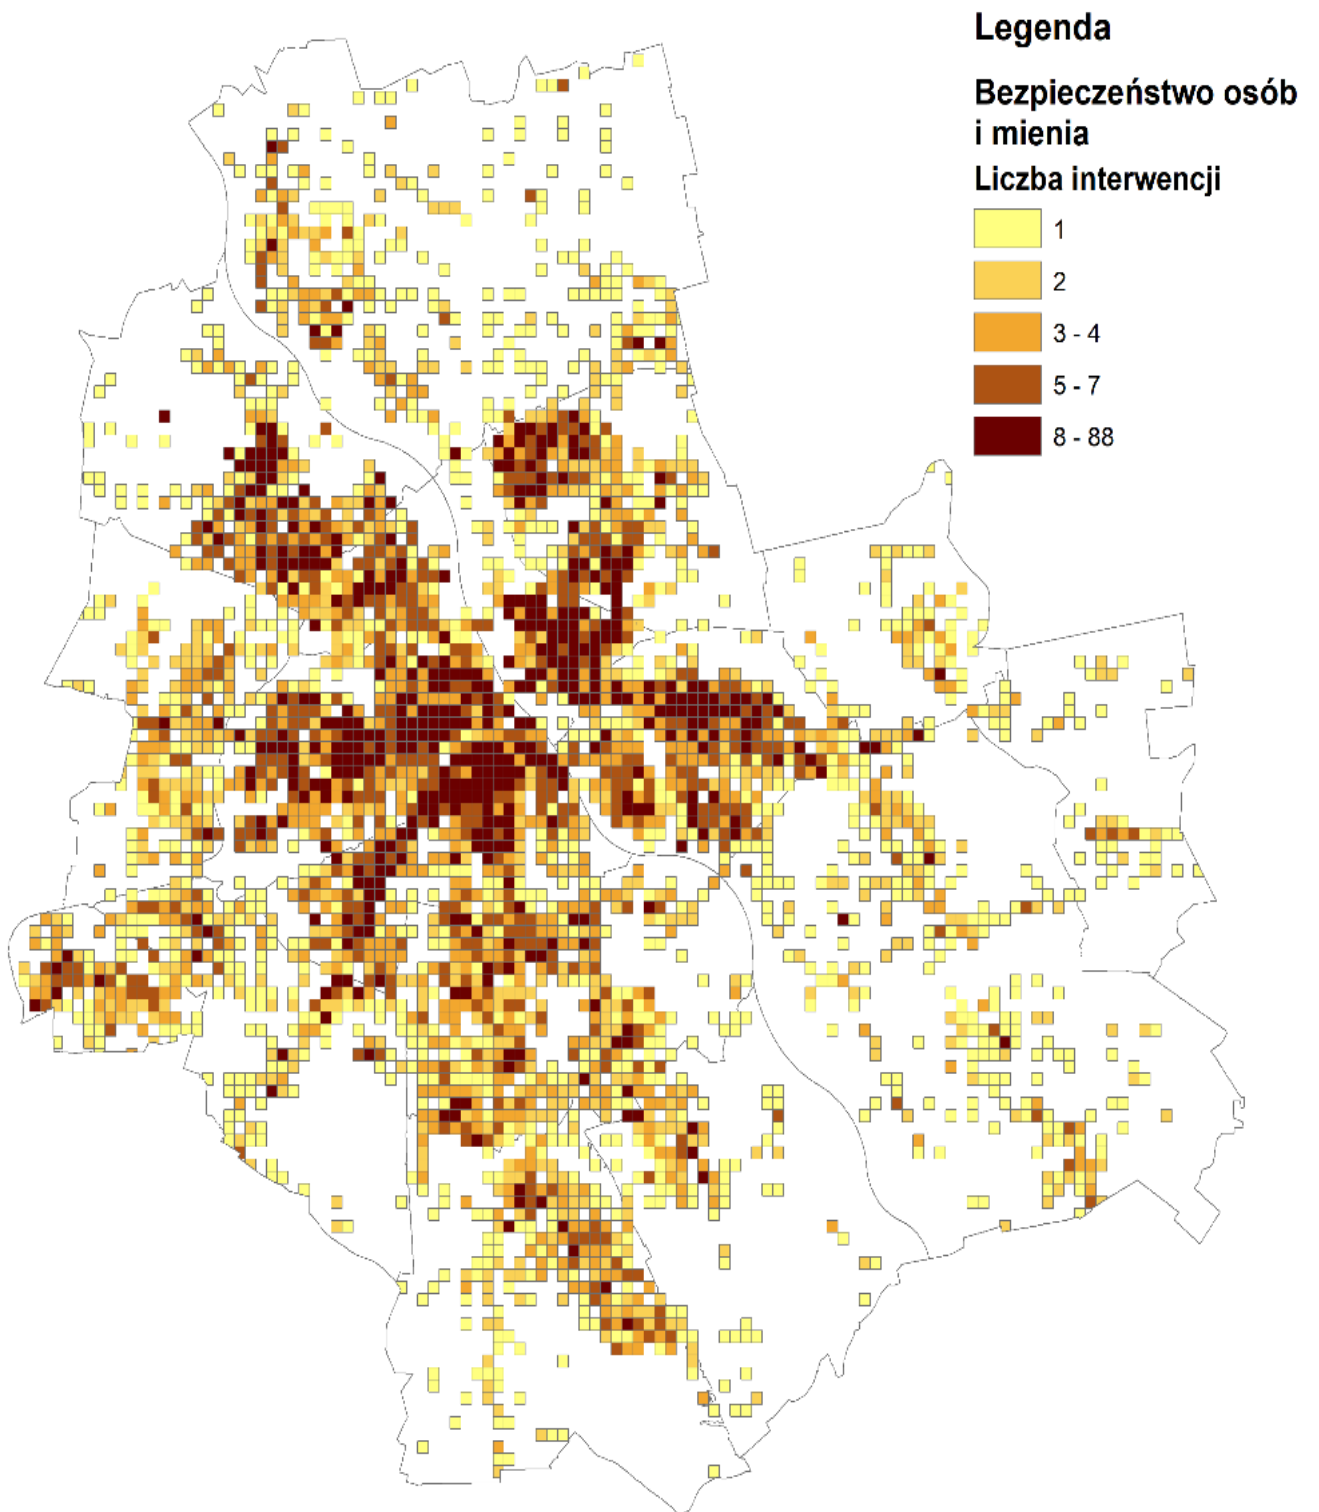 Legenda
Bezpieczeństwo osób
i mienia
Liczba interwencji
1
2
3 - 4
5 - 7
8 - 88